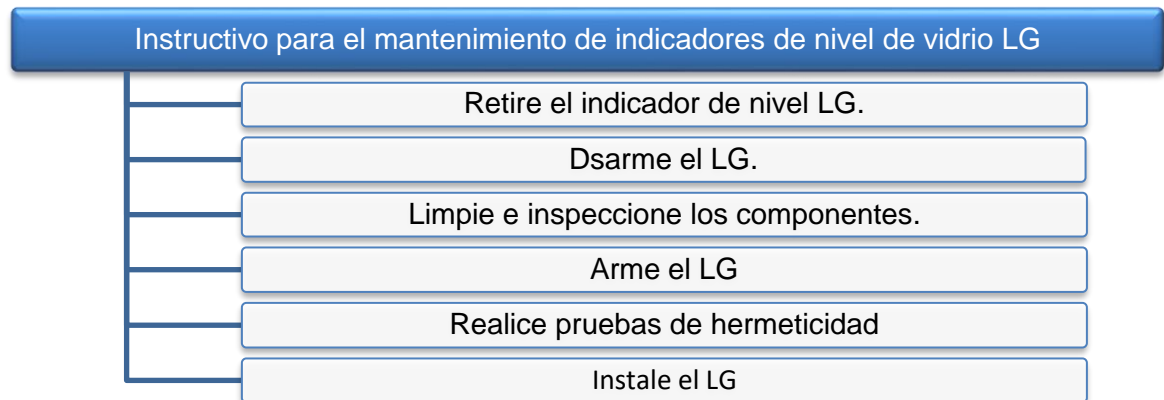 Instructivo para el mantenimiento de indicadores de nivel de vidrio LG
Retire el indicador de nivel LG.
Dsarme el LG.
Limpie e inspeccione los componentes.
Arme el LG
Realice pruebas de hermeticidad
Instale el LG